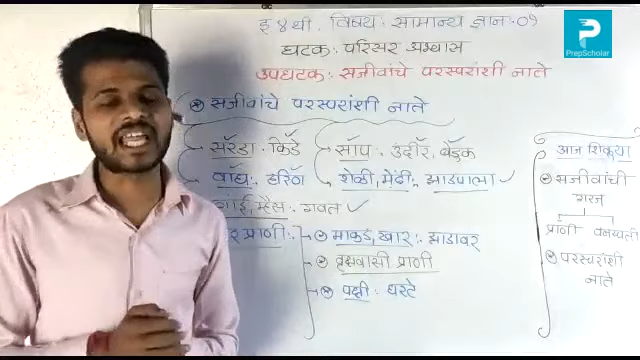 इ ४थी. विषय: सामान्य ज्ञान-०१
घटक: परिसर अभ्यास
उपघटक: सजीवांचे परस्परांशी नाते
PrepScholar
सजीवांचे परस्परांशी नाते
सरडा: किडे
साप: उंदीर, बेडूक
वाघ: हरिण
शेळी, मेंढी: झाडपाला ✓
गाई, म्हैस: गवत ✓
प्राणी:
माकड, खार: झाडावर
वृक्षवासी प्राणी
पक्षी: घरटे
आज शिकूया
सजीवांची
गरज
प्राणी वनस्पती
परस्परांशी
नाते